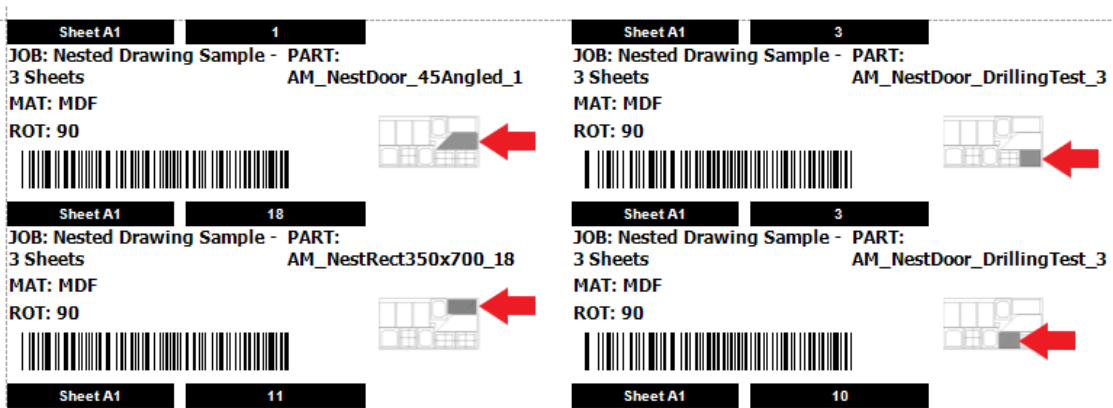 Sheet A1 1
JOB: Nested Drawing Sample - PART:
3 Sheets AM_NestDoor_45Angled_1
MAT: MDF
ROT: 90
Sheet A1 3
JOB: Nested Drawing Sample - PART:
3 Sheets AM_NestDoor_DrillingTest_3
MAT: MDF
ROT: 90
Sheet A1 18
JOB: Nested Drawing Sample - PART:
3 Sheets AM_NestRect350x700_18
MAT: MDF
ROT: 90
Sheet A1 3
JOB: Nested Drawing Sample - PART:
3 Sheets AM_NestDoor_DrillingTest_3
MAT: MDF
ROT: 90
Sheet A1 11
Sheet A1 10